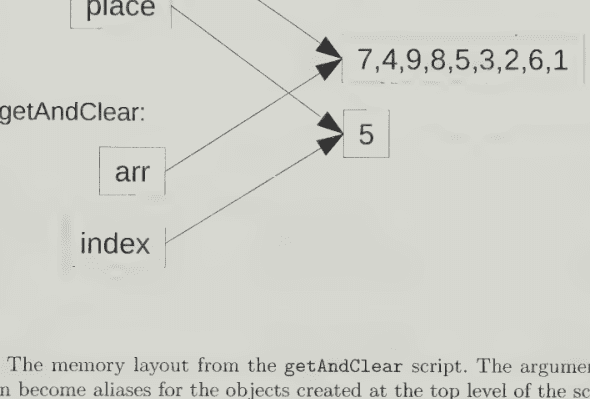 place
7,4,9,8,5,3,2,6,1
getAndClear:
5
arr
index
The memory layout from the getAndClear script. The argumen
n become aliases for the objects created at the top level of the sc